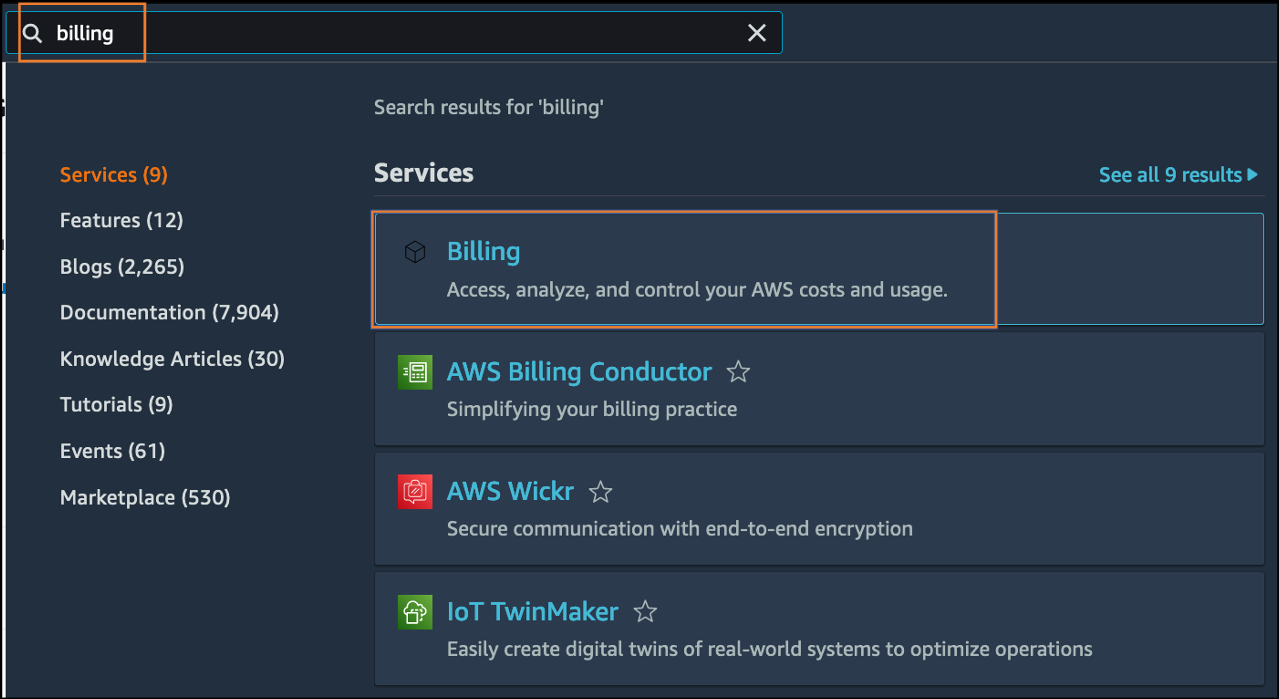 billing
Search results for 'billing'
Services (9)
Features (12)
Blogs (2,265)
Documentation (7,904)
Knowledge Articles (30)
Tutorials (9)
Events (61)
Marketplace (530)
Services
See all 9 results
Billing
Access, analyze, and control your AWS costs and usage.
AWS Billing Conductor
Simplifying your billing practice
AWS Wickr
Secure communication with end-to-end encryption
IoT TwinMaker
Easily create digital twins of real-world systems to optimize operations